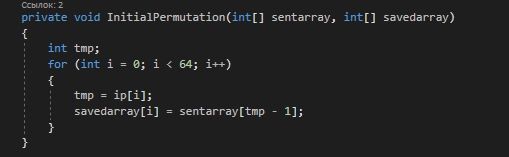 Ссылок: 2
private void InitialPermutation(int[] sentarray, int[] savedarray)
{
int tmp;
for (int i = 0; i < 64; i++)
{
tmp = ip[i];
savedarray[i] = sentarray[tmp - 1];
}
}